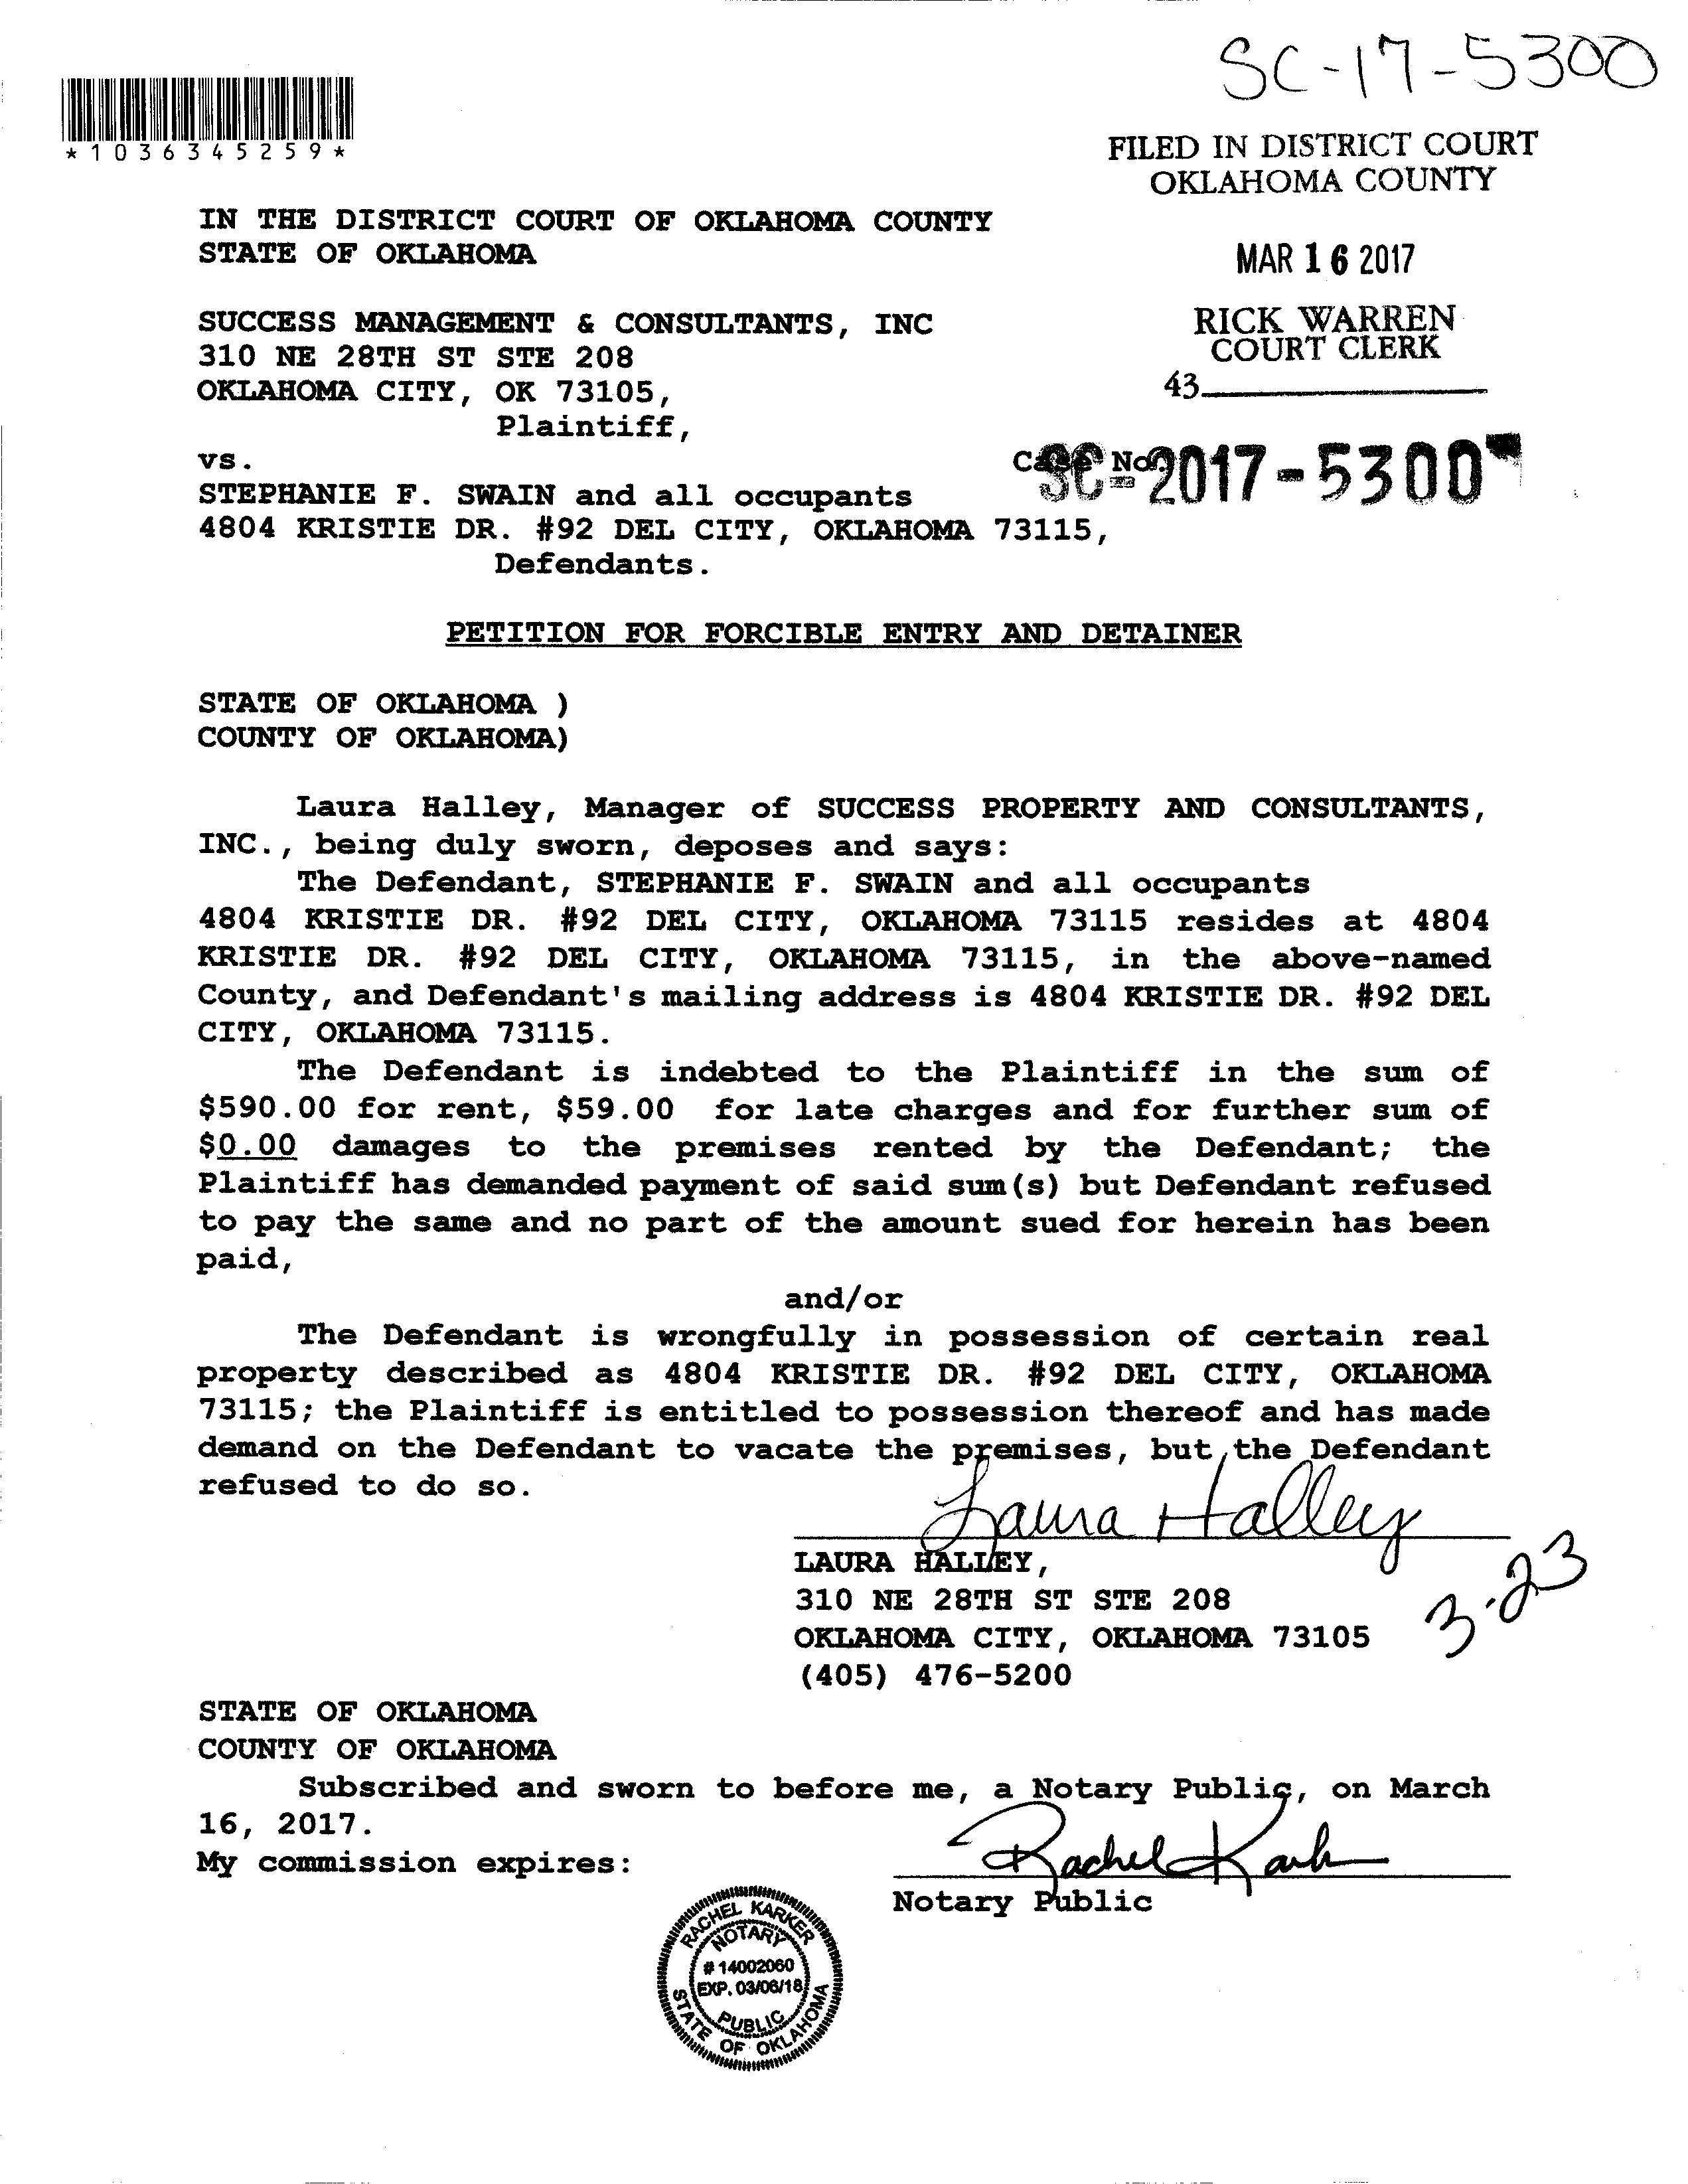 SC-17-5300
*1036345259*
FILED IN DISTRICT COURT
OKLAHOMA COUNTY
IN THE DISTRICT COURT OF OKLAHOMA COUNTY
STATE OF OKLAHOMA
MAR 16 2017
SUCCESS MANAGEMENT & CONSULTANTS, INC
310 NE 28TH ST STE 208
OKLAHOMA CITY, OK 73105,
Plaintiff,
RICK WARREN
COURT CLERK
43
vs.
Case No.
SC-2017-5300
STEPHANIE F. SWAIN and all occupants
4804 KRISTIE DR. #92 DEL CITY, OKLAHOMA 73115,
Defendants.
PETITION FOR FORCIBLE ENTRY AND DETAINER
STATE OF OKLAHOMA )
COUNTY OF OKLAHOMA)
Laura Halley, Manager of SUCCESS PROPERTY AND CONSULTANTS,
INC., being duly sworn, deposes and says:
The Defendant, STEPHANIE F. SWAIN and all occupants
4804 KRISTIE DR. #92 DEL CITY, OKLAHOMA 73115 resides at 4804
KRISTIE DR. #92 DEL CITY, OKLAHOMA 73115, in the above-named
County, and Defendant's mailing address is 4804 KRISTIE DR. #92 DEL
CITY, OKLAHOMA 73115.
The Defendant is indebted to the Plaintiff in the sum of
$590.00 for rent, $59.00 for late charges and for further sum of
$0.00 damages to the premises rented by the Defendant; the
Plaintiff has demanded payment of said sum(s) but Defendant refused
to pay the same and no part of the amount sued for herein has been
paid,
and/or
The Defendant is wrongfully in possession of certain real
property described as 4804 KRISTIE DR. #92 DEL CITY, OKLAHOMA
73115; the Plaintiff is entitled to possession thereof and has made
demand on the Defendant to vacate the premises, but the Defendant
refused to do so.
Laura Halley
LAURA HALLEY,
310 NE 28TH ST STE 208
OKLAHOMA CITY, OKLAHOMA 73105
(405) 476-5200
3-23
STATE OF OKLAHOMA
COUNTY OF OKLAHOMA
Subscribed and sworn to before me, a Notary Public, on March
16, 2017.
My commission expires:
Rachel Kark
Notary Public
RACHEL KARKER
NOTARY
# 14002060
EXP. 03/06/18
PUBLIC
STATE OF OKLAHOMA